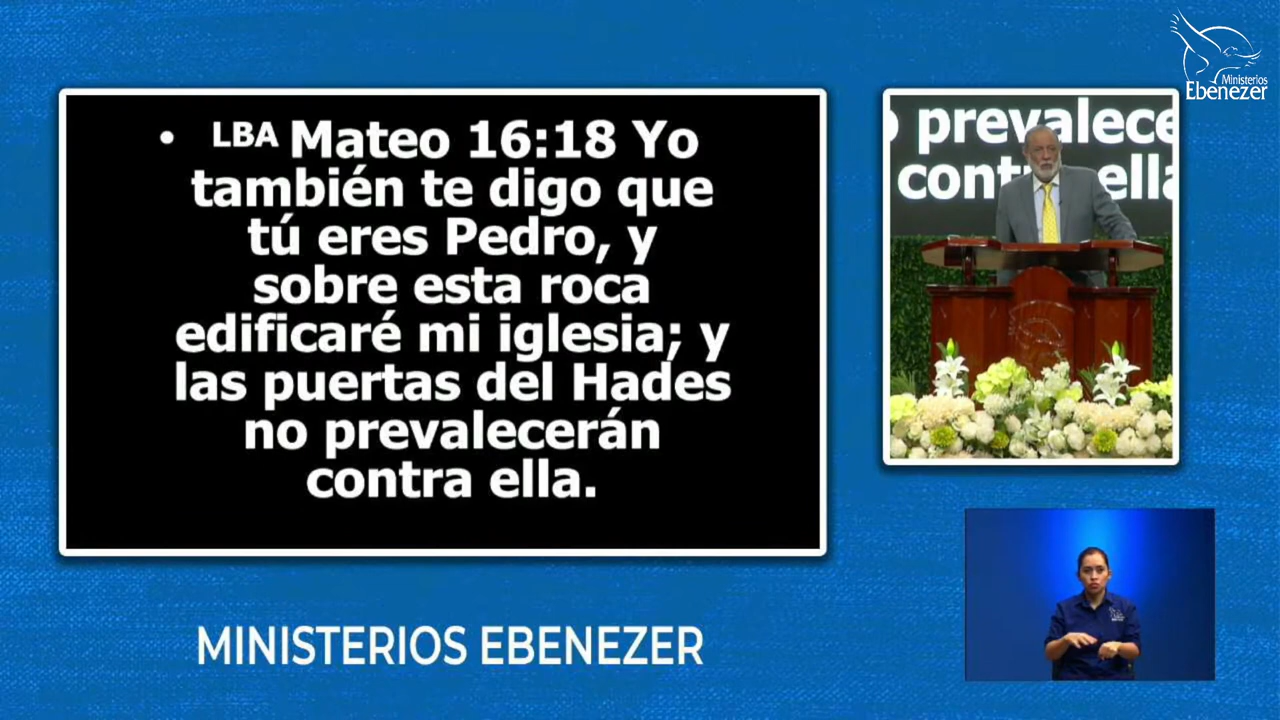 Ministerios
Ebenezer
• LBA Mateo 16:18 Yo
también te digo que
tú eres Pedro, y
sobre esta roca
edificaré mi iglesia; y
las puertas del Hades
no prevalecerán
contra ella.
prevalece
cont ella
MINISTERIOS EBENEZER